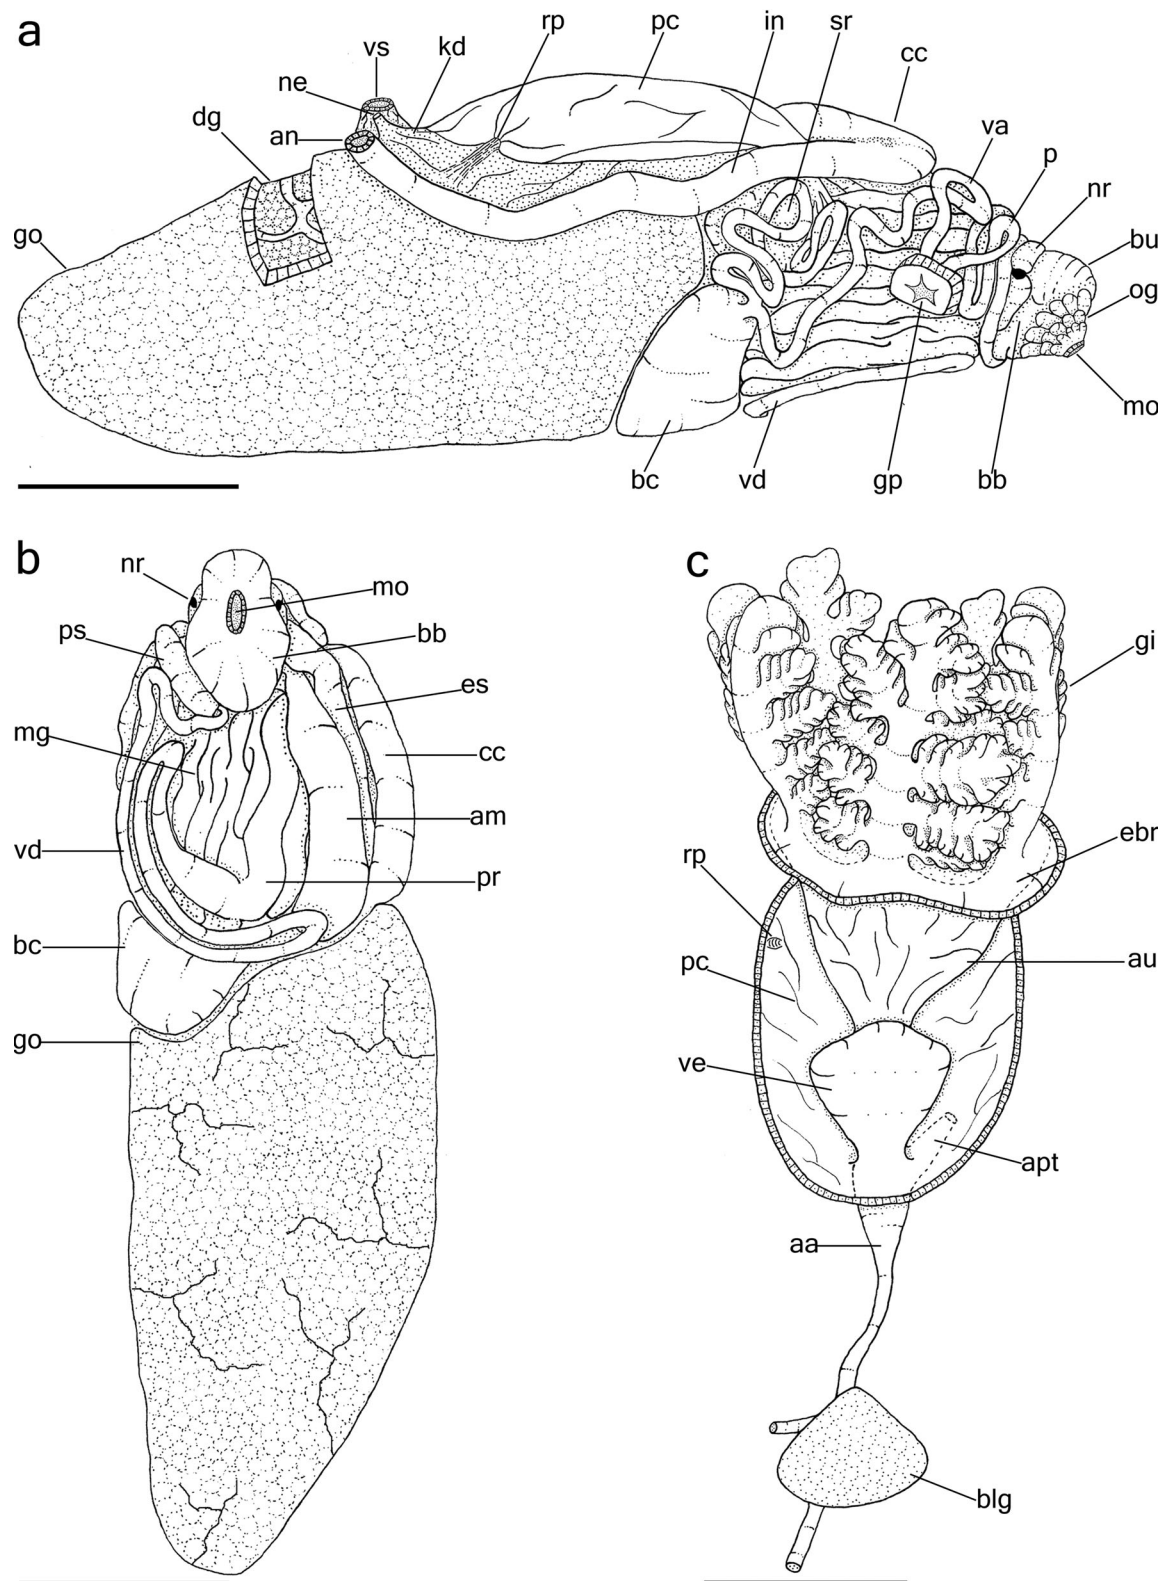 a
vs
kd
rp
pc
in
sr
cc
ne
dg
an
va
p
nr
go
bu
og
mo
bc
vd
gp
bb
b
nr
mo
ps
bb
es
mg
cc
am
vd
pr
bc
go
c
gi
ebr
rp
pc
au
ve
apt
aa
blg